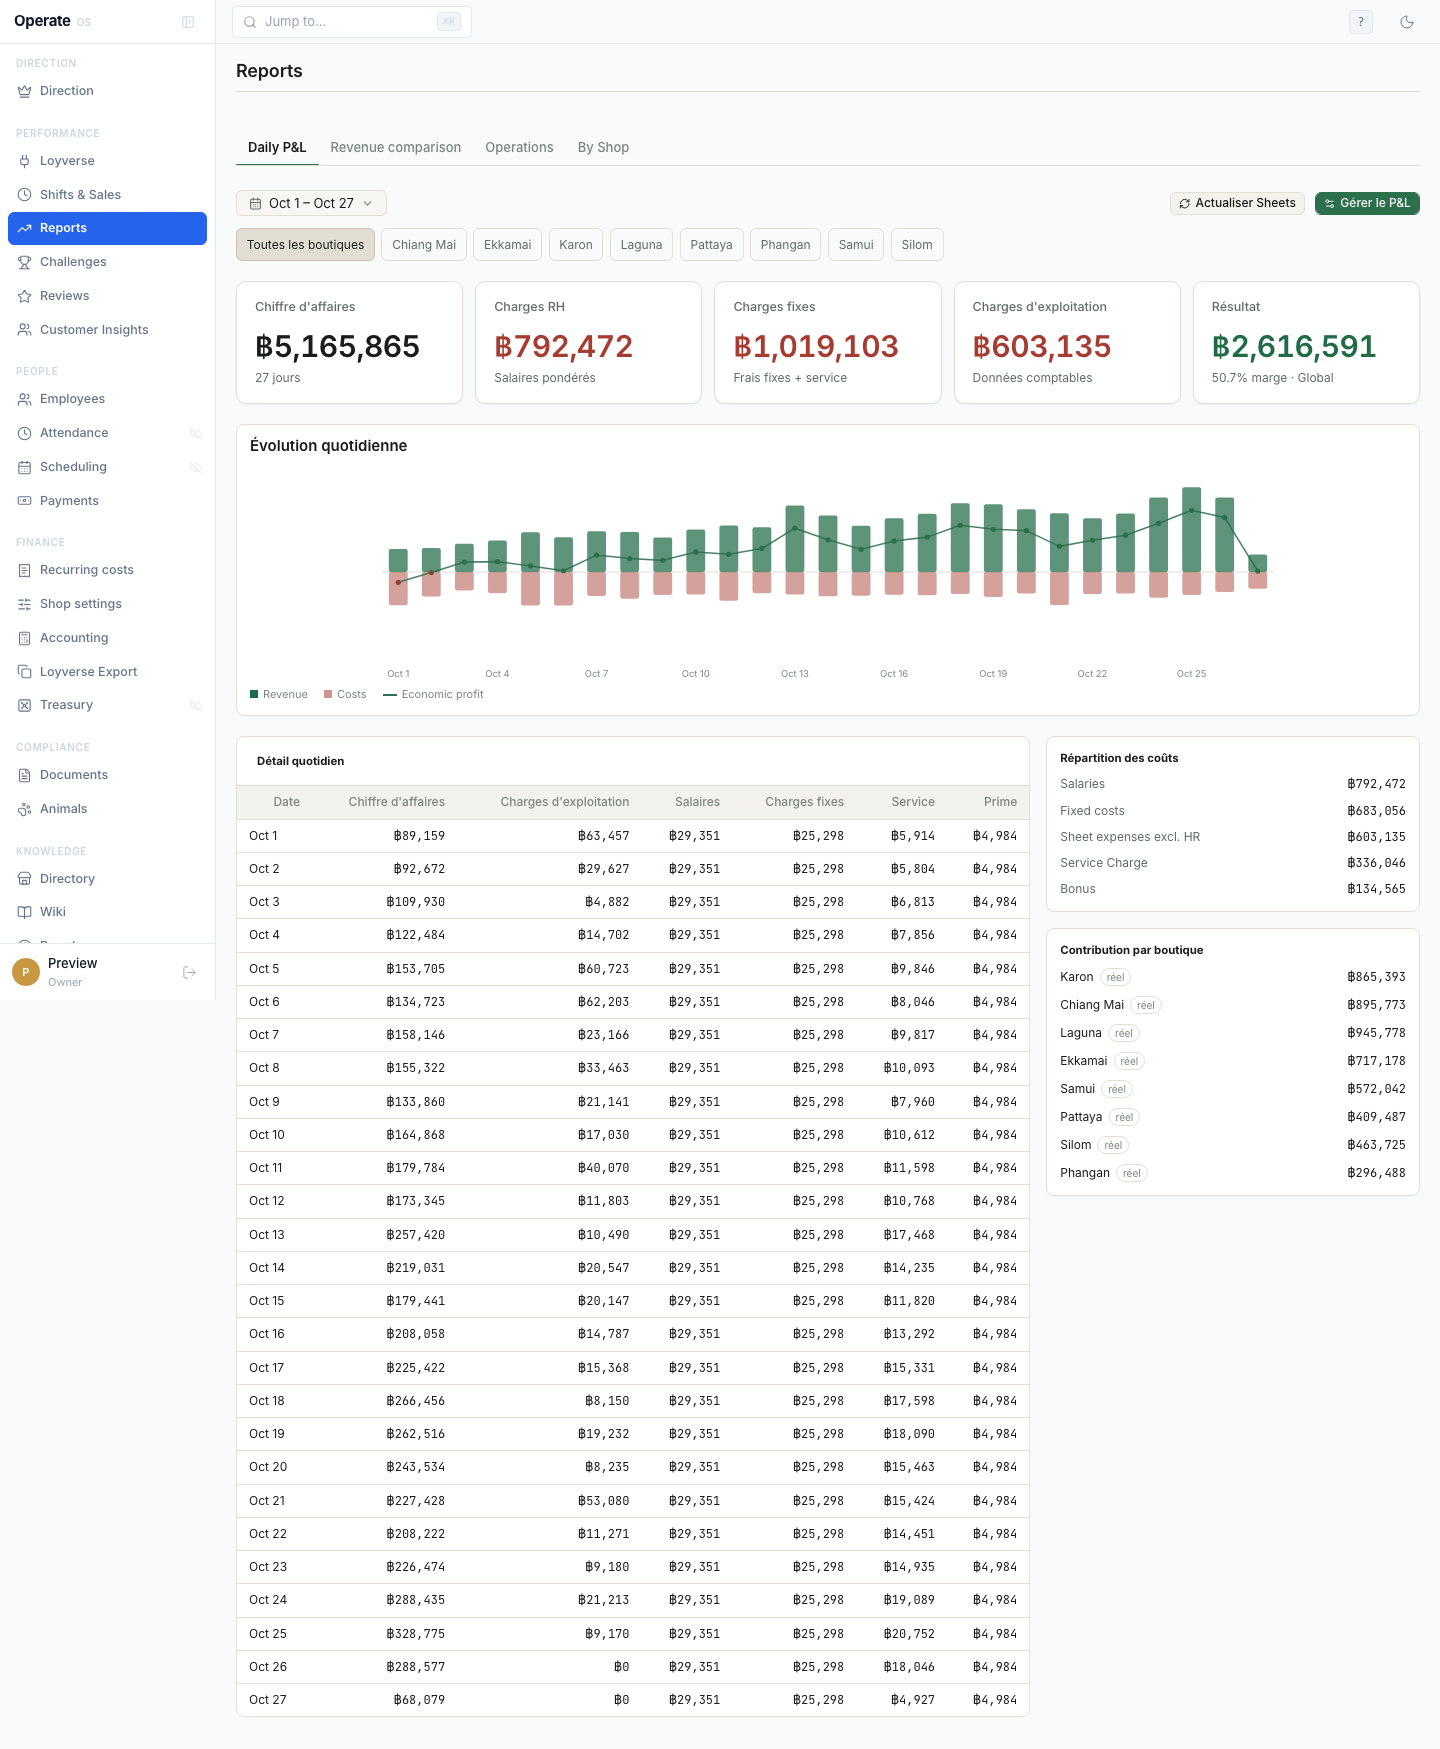 Operate OS
Jump to...
⌘K
?
DIRECTION
Direction
PERFORMANCE
Loyverse
Shifts & Sales
Reports
Challenges
Reviews
Customer Insights
PEOPLE
Employees
Attendance
Scheduling
Payments
FINANCE
Recurring costs
Shop settings
Accounting
Loyverse Export
Treasury
COMPLIANCE
Documents
Animals
KNOWLEDGE
Directory
Wiki
P
Preview
Owner
Reports
Daily P&L Revenue comparison Operations By Shop
Oct 1 – Oct 27
Actualiser Sheets
Gérer le P&L
Toutes les boutiques Chiang Mai Ekkamai Karon Laguna Pattaya Phangan Samui Silom
Chiffre d'affaires
฿5,165,865
27 jours
Charges RH
฿792,472
Salaires pondérés
Charges fixes
฿1,019,103
Frais fixes + service
Charges d'exploitation
฿603,135
Données comptables
Résultat
฿2,616,591
50.7% marge · Global
Évolution quotidienne
Oct 1 Oct 4 Oct 7 Oct 10 Oct 13 Oct 16 Oct 19 Oct 22 Oct 25
Revenue Costs Economic profit
Détail quotidien
Date Chiffre d'affaires Charges d'exploitation Salaires Charges fixes Service Prime
Oct 1 ฿89,159 ฿63,457 ฿29,351 ฿25,298 ฿5,914 ฿4,984
Oct 2 ฿92,672 ฿29,627 ฿29,351 ฿25,298 ฿5,804 ฿4,984
Oct 3 ฿109,930 ฿4,882 ฿29,351 ฿25,298 ฿6,813 ฿4,984
Oct 4 ฿122,484 ฿14,702 ฿29,351 ฿25,298 ฿7,856 ฿4,984
Oct 5 ฿153,705 ฿60,723 ฿29,351 ฿25,298 ฿9,846 ฿4,984
Oct 6 ฿134,723 ฿62,203 ฿29,351 ฿25,298 ฿8,046 ฿4,984
Oct 7 ฿158,146 ฿23,166 ฿29,351 ฿25,298 ฿9,817 ฿4,984
Oct 8 ฿155,322 ฿33,463 ฿29,351 ฿25,298 ฿10,093 ฿4,984
Oct 9 ฿133,860 ฿21,141 ฿29,351 ฿25,298 ฿7,960 ฿4,984
Oct 10 ฿164,868 ฿17,030 ฿29,351 ฿25,298 ฿10,612 ฿4,984
Oct 11 ฿179,784 ฿40,070 ฿29,351 ฿25,298 ฿11,598 ฿4,984
Oct 12 ฿173,345 ฿11,803 ฿29,351 ฿25,298 ฿10,768 ฿4,984
Oct 13 ฿257,420 ฿10,490 ฿29,351 ฿25,298 ฿17,468 ฿4,984
Oct 14 ฿219,031 ฿20,547 ฿29,351 ฿25,298 ฿14,235 ฿4,984
Oct 15 ฿179,441 ฿20,147 ฿29,351 ฿25,298 ฿11,820 ฿4,984
Oct 16 ฿208,058 ฿14,787 ฿29,351 ฿25,298 ฿13,292 ฿4,984
Oct 17 ฿225,422 ฿15,368 ฿29,351 ฿25,298 ฿15,331 ฿4,984
Oct 18 ฿266,456 ฿8,150 ฿29,351 ฿25,298 ฿17,598 ฿4,984
Oct 19 ฿262,516 ฿19,232 ฿29,351 ฿25,298 ฿18,090 ฿4,984
Oct 20 ฿243,534 ฿8,235 ฿29,351 ฿25,298 ฿15,463 ฿4,984
Oct 21 ฿227,428 ฿53,080 ฿29,351 ฿25,298 ฿15,424 ฿4,984
Oct 22 ฿208,222 ฿11,271 ฿29,351 ฿25,298 ฿14,451 ฿4,984
Oct 23 ฿226,474 ฿9,180 ฿29,351 ฿25,298 ฿14,935 ฿4,984
Oct 24 ฿288,435 ฿21,213 ฿29,351 ฿25,298 ฿19,089 ฿4,984
Oct 25 ฿328,775 ฿9,170 ฿29,351 ฿25,298 ฿20,752 ฿4,984
Oct 26 ฿288,577 ฿0 ฿29,351 ฿25,298 ฿18,046 ฿4,984
Oct 27 ฿68,079 ฿0 ฿29,351 ฿25,298 ฿4,927 ฿4,984
Répartition des coûts
Salaries ฿792,472
Fixed costs ฿683,056
Sheet expenses excl. HR ฿603,135
Service Charge ฿336,046
Bonus ฿134,565
Contribution par boutique
Karon réel ฿865,393
Chiang Mai réel ฿895,773
Laguna réel ฿945,778
Ekkamai réel ฿717,178
Samui réel ฿572,042
Pattaya réel ฿409,487
Silom réel ฿463,725
Phangan réel ฿296,488